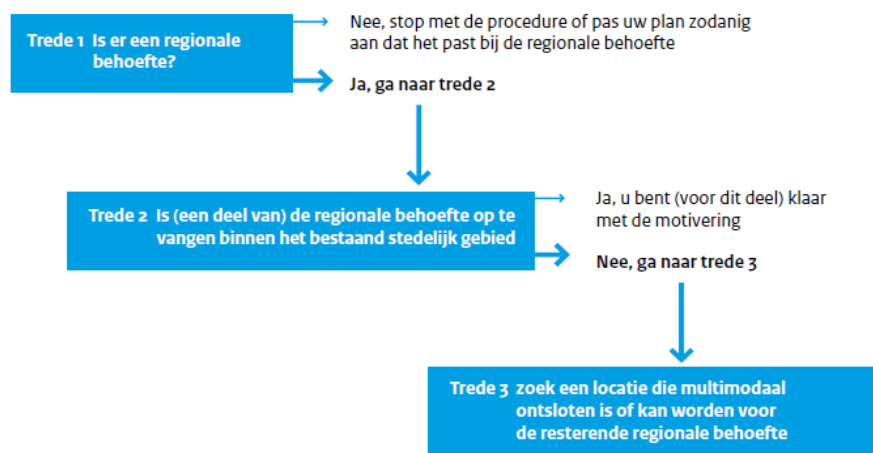 Trede 1 Is er een regionale
behoefte?
Nee, stop met de procedure of pas uw plan zodanig
aan dat het past bij de regionale behoefte
Ja, ga naar trede 2
Trede 2 Is (een deel van) de regionale behoefte op te
vangen binnen het bestaand stedelijk gebied
Ja, u bent (voor dit deel) klaar
met de motivering
Nee, ga naar trede 3
Trede 3 zoek een locatie die multimodaal
ontsloten is of kan worden voor
de resterende regionale behoefte